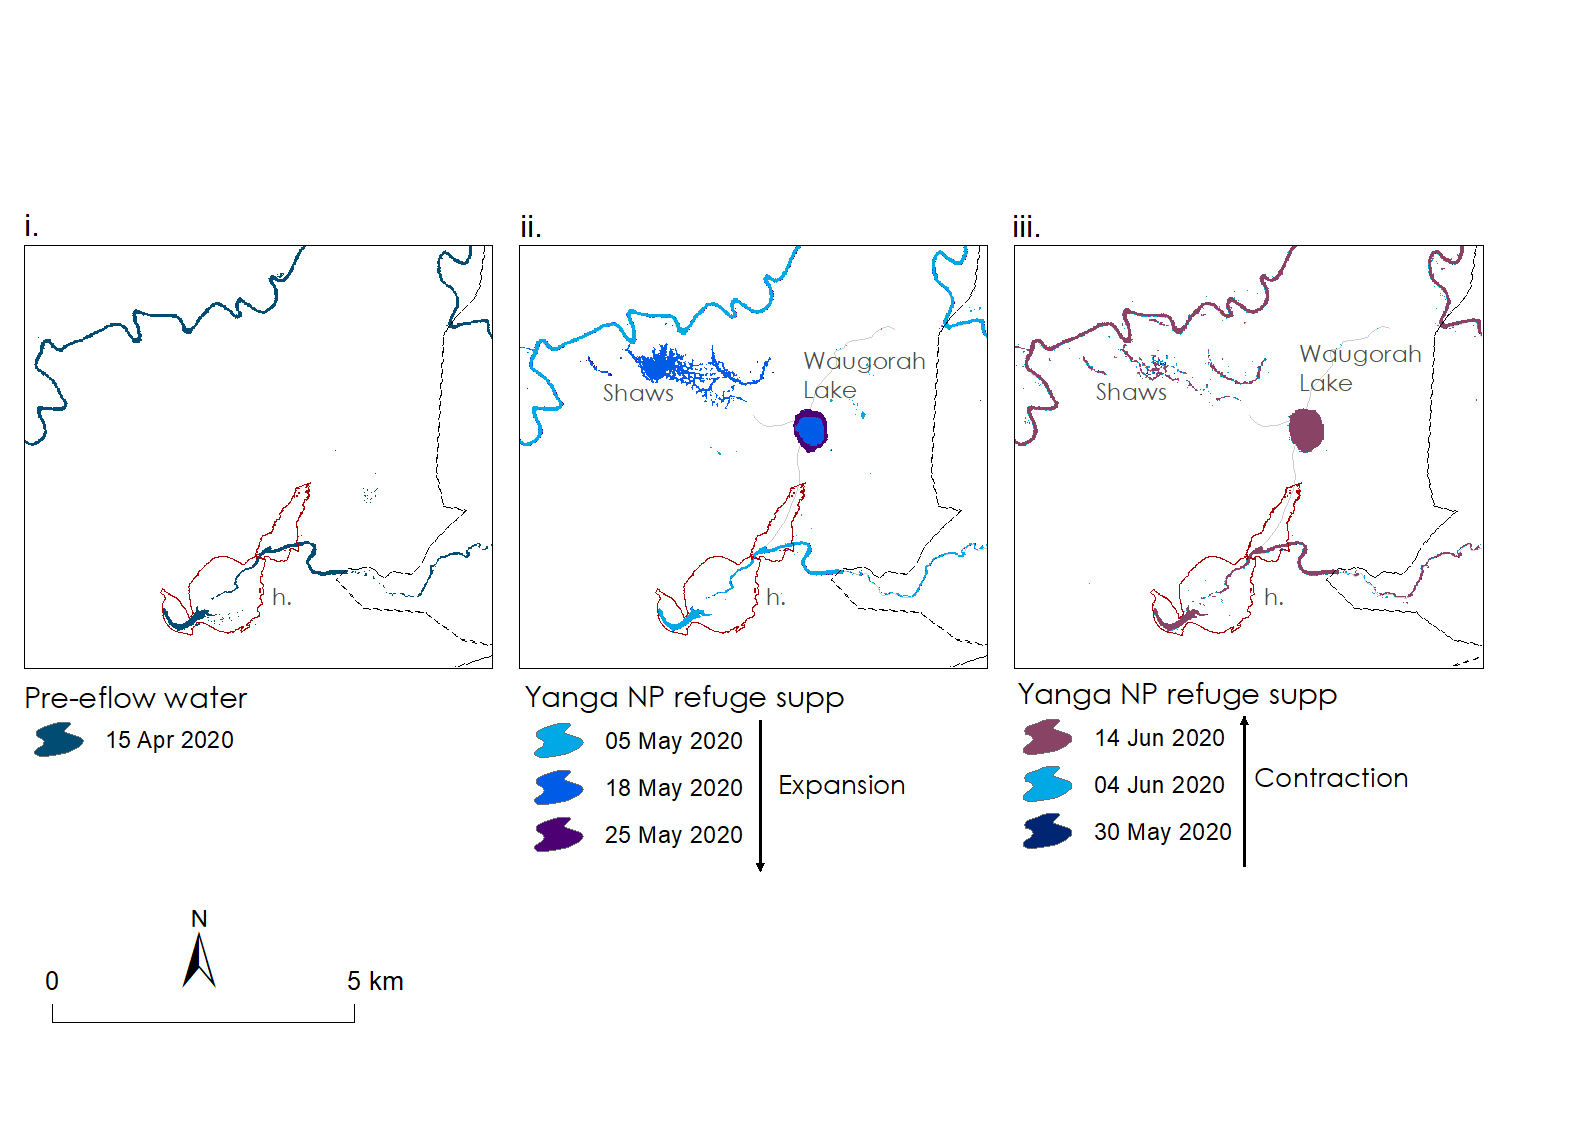 i.
ii.
iii.
Waugorah
Lake
Shaws
Waugorah
Lake
Shaws
h.
h.
h.
Pre-eflow water
15 Apr 2020
Yanga NP refuge supp
05 May 2020
18 May 2020
25 May 2020
Expansion
Yanga NP refuge supp
14 Jun 2020
04 Jun 2020
30 May 2020
Contraction
N
0
5 km